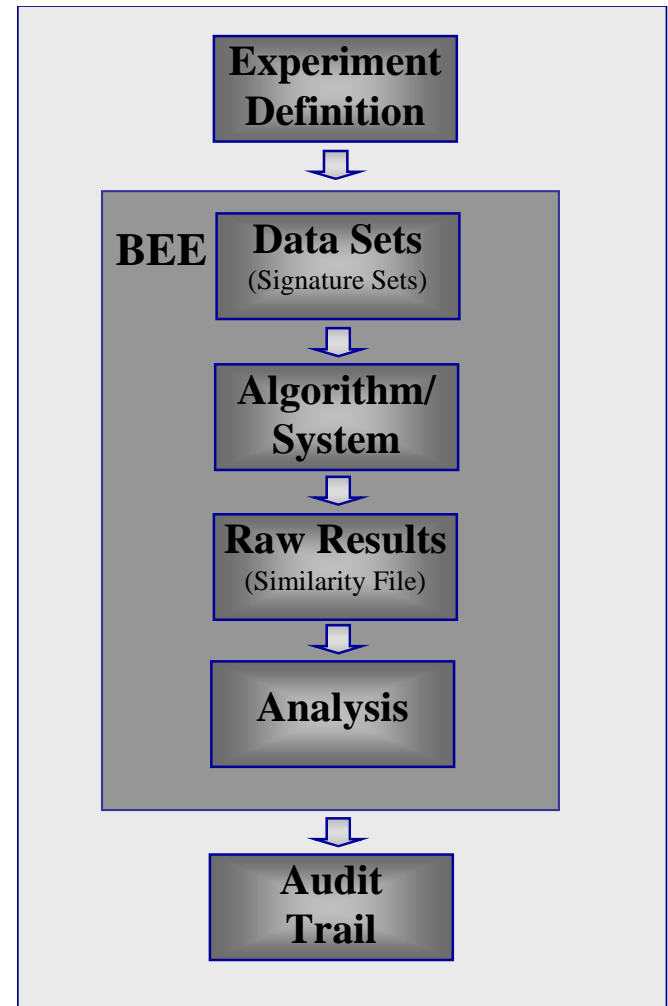 Experiment
Definition
BEE
Data Sets
(Signature Sets)
Algorithm/
System
Raw Results
(Similarity File)
Analysis
Audit
Trail